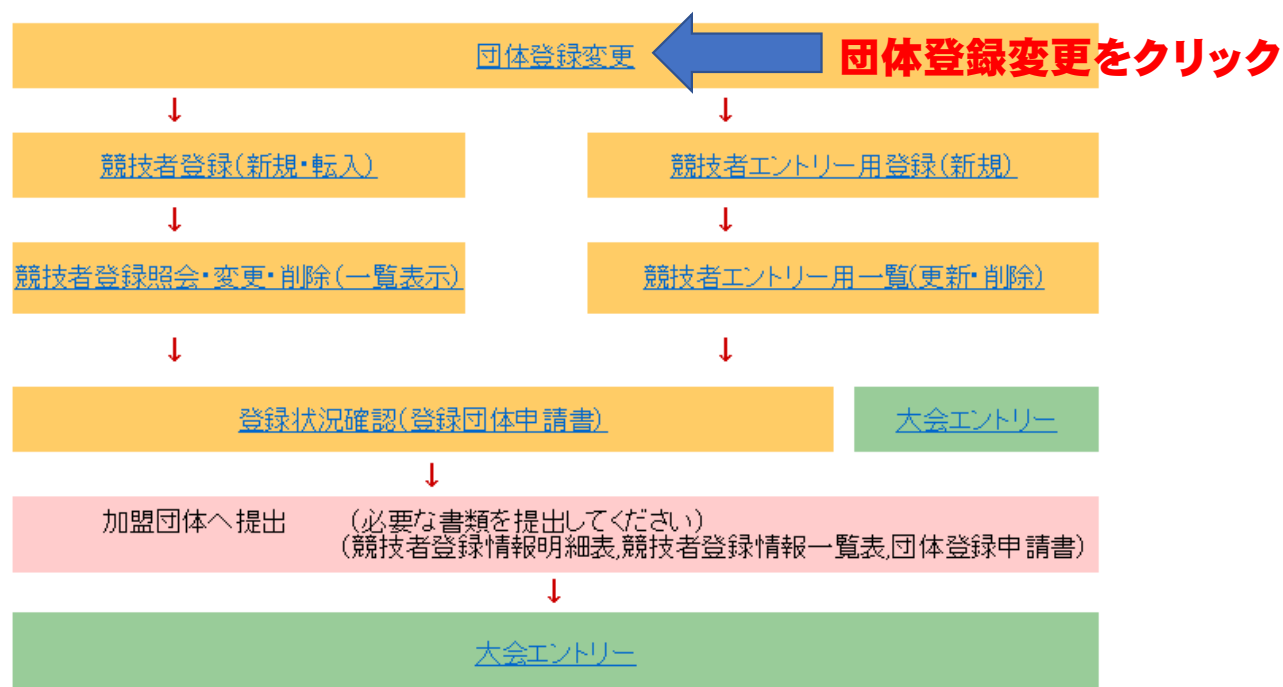 団体登録変更
団体登録変更をクリック
↓ ↓
競技者登録(新規・転入)
競技者エントリー用登録(新規)
↓ ↓
競技者登録照会・変更・削除(一覧表示)
競技者エントリー用一覧(更新・削除)
↓ ↓
登録状況確認(登録団体申請書)
大会エントリー
↓
加盟団体へ提出 (必要な書類を提出してください)
(競技者登録情報明細表,競技者登録情報一覧表,団体登録申請書)
↓
大会エントリー